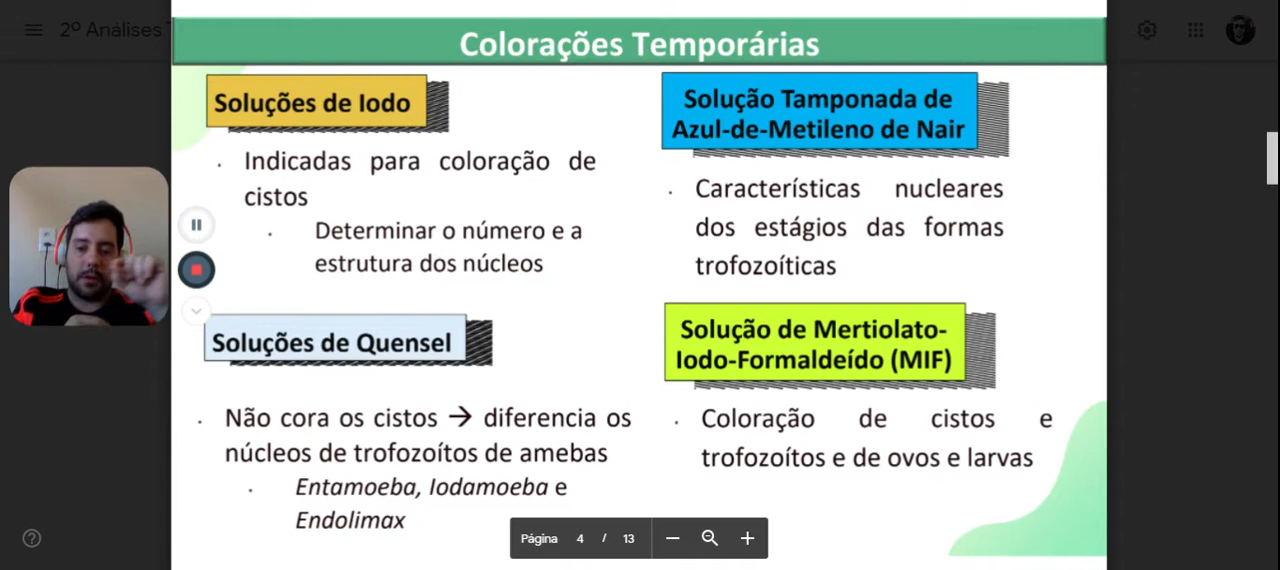 2º Análises
Colorações Temporárias
Soluções de Iodo
Indicadas para coloração de
cistos
Determinar o número e a
estrutura dos núcleos
Soluções de Quensel
Não cora os cistos → diferencia os
núcleos de trofozoítos de amebas
Entamoeba, Iodamoeba e
Endolimax
Solução Tamponada de
Azul-de-Metileno de Nair
Características nucleares
dos estágios das formas
trofozoíticas
Solução de Mertiolato-
Iodo-Formaldeído (MIF)
Coloração de cistos e
trofozoítos e de ovos e larvas
Página 4 / 13